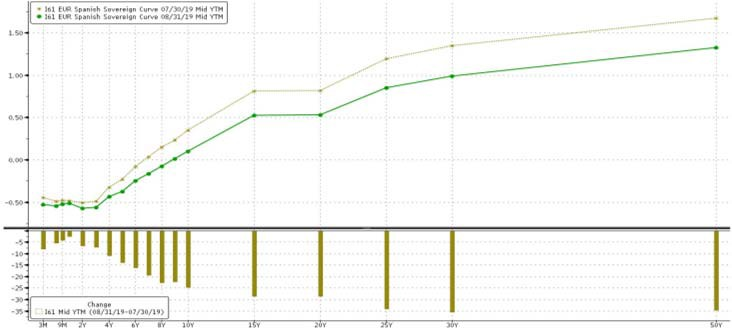 I61 EUR Spanish Sovereign Curve 07/30/19 Mid YTM
I61 EUR Spanish Sovereign Curve 08/31/19 Mid YTM
1.50
1.00
0.50
0.00
-0.50
-5
-10
-15
-20
-25
-30
-35
Change
I61 Mid YTM (08/31/19-07/30/19)
3M 9M 2Y 4Y 6Y 8Y 10Y 15Y 20Y 25Y 30Y 50Y